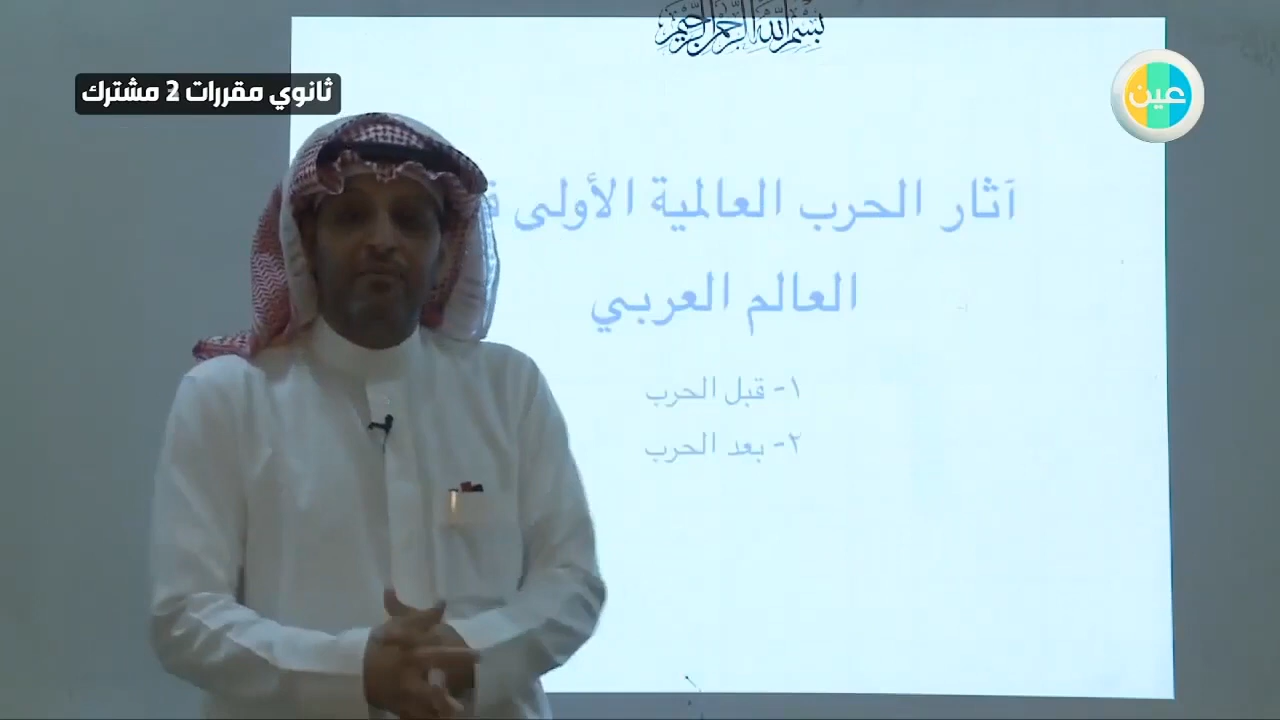 بسم الله الرحمن الرحيم
ثانوي مقررات 2 مشترك
عين
آثار الحرب العالمية الأولى
العالم العربي
١- قبل الحرب
٢- بعد الحرب